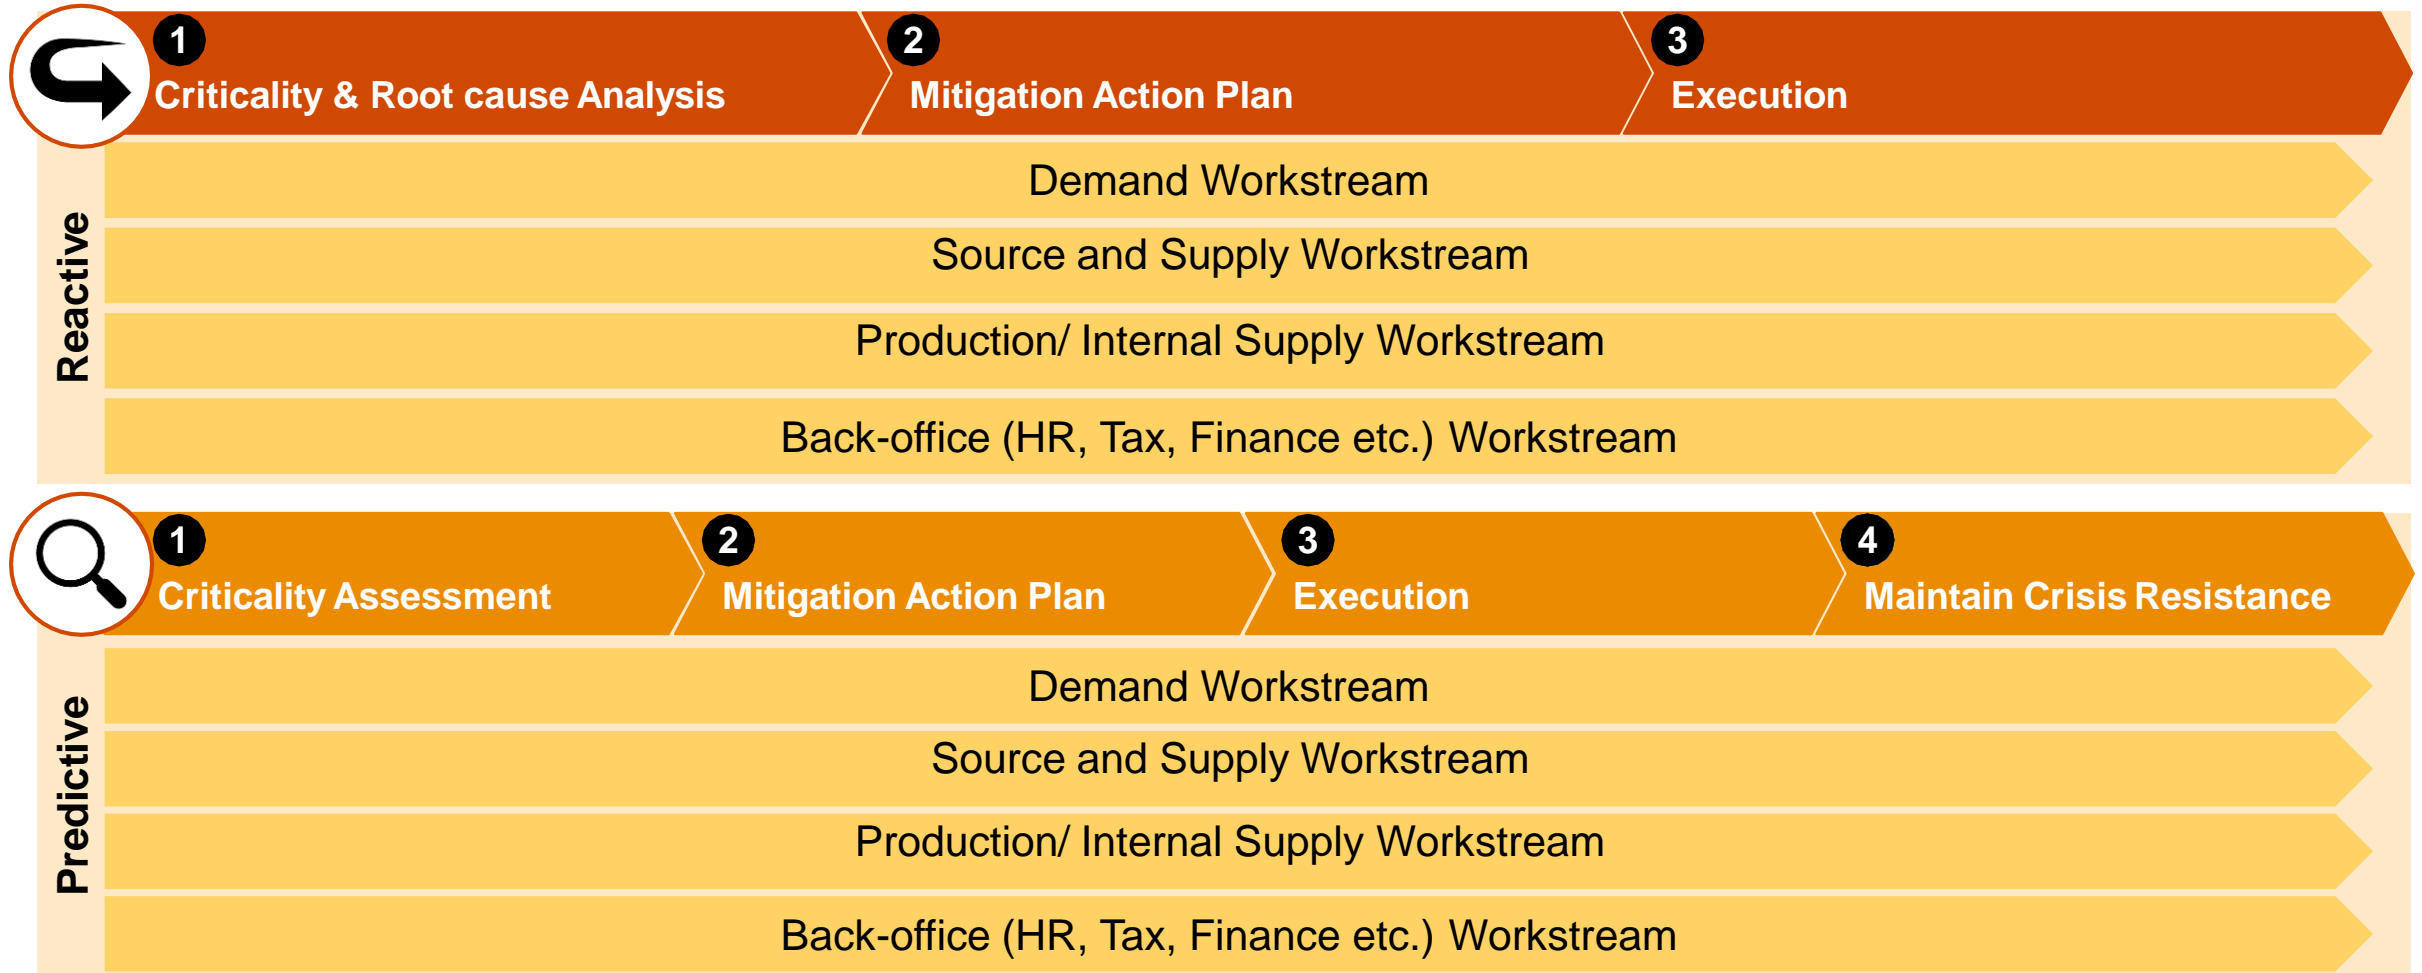 1
Criticality & Root cause Analysis
2
Mitigation Action Plan
3
Execution
Reactive
Demand Workstream
Source and Supply Workstream
Production/ Internal Supply Workstream
Back-office (HR, Tax, Finance etc.) Workstream
1
Criticality Assessment
2
Mitigation Action Plan
3
Execution
4
Maintain Crisis Resistance
Predictive
Demand Workstream
Source and Supply Workstream
Production/ Internal Supply Workstream
Back-office (HR, Tax, Finance etc.) Workstream